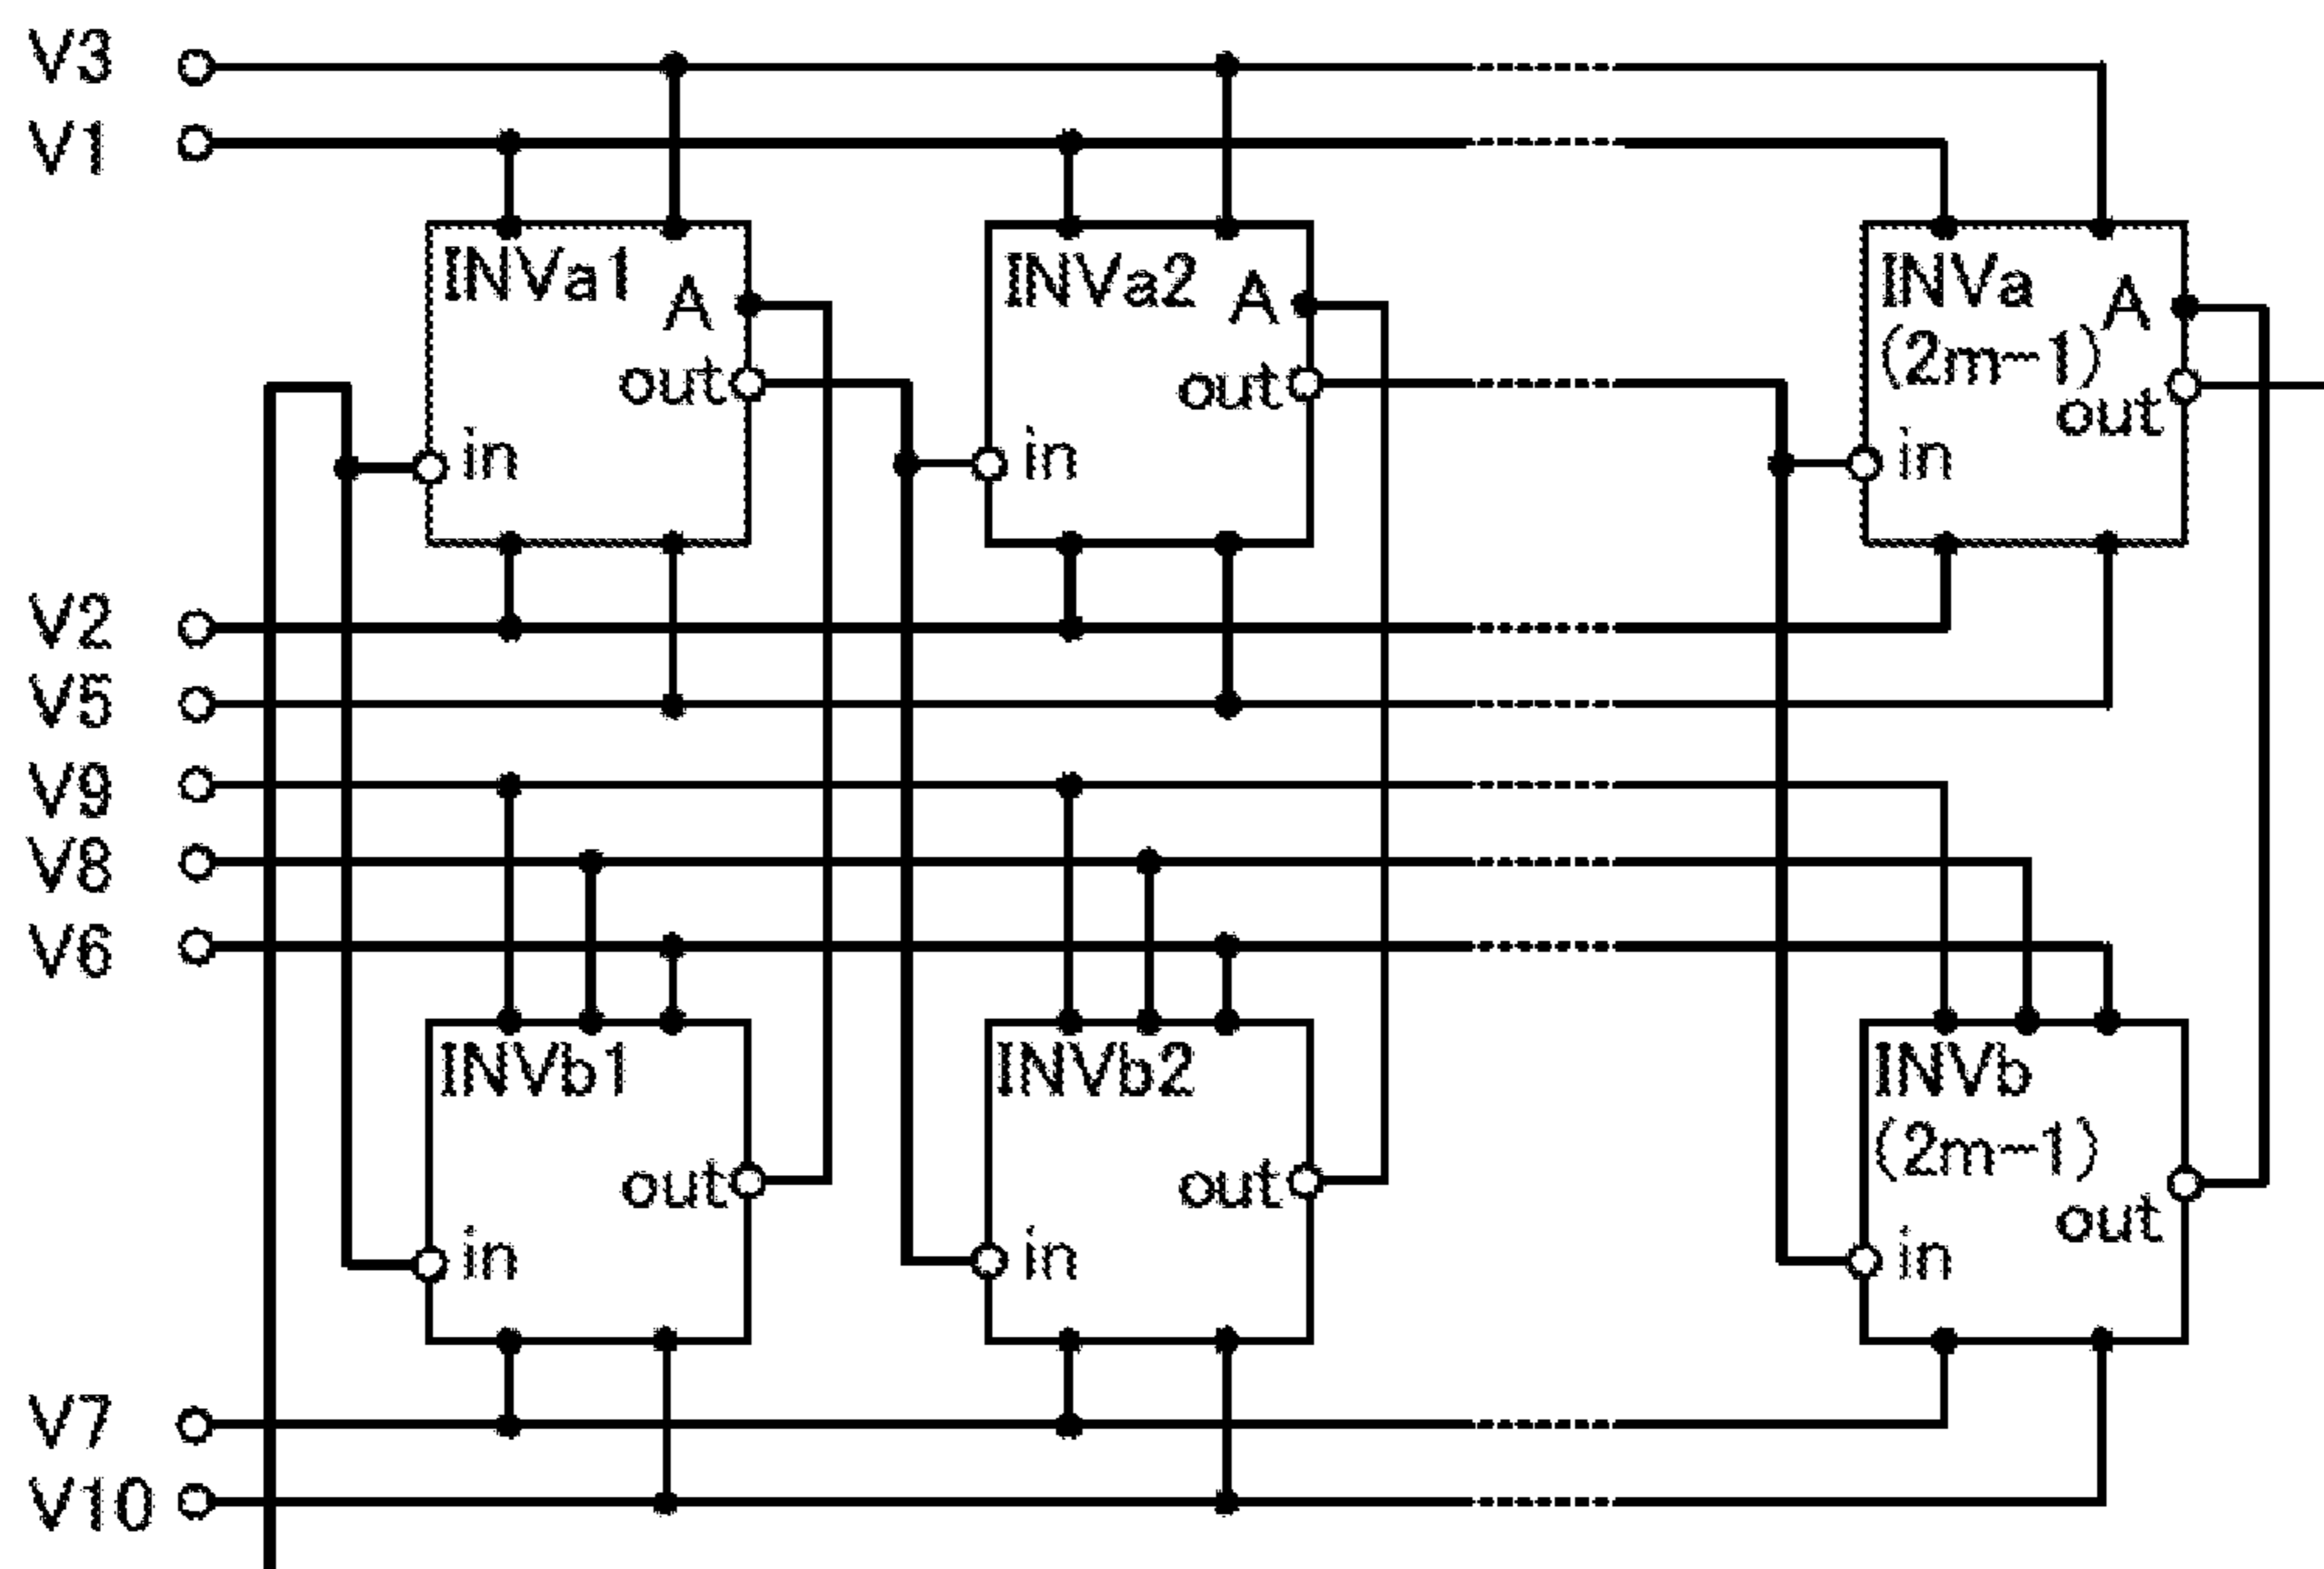 V3
V1
INVa1
A
out
in
INVa2
A
out
in
INVa
A
(2m-1)
out
in
V2
V5
V9
V8
V6
INVb1
out
in
INVb2
out
in
INVb
(2m-1)
out
in
V7
V10